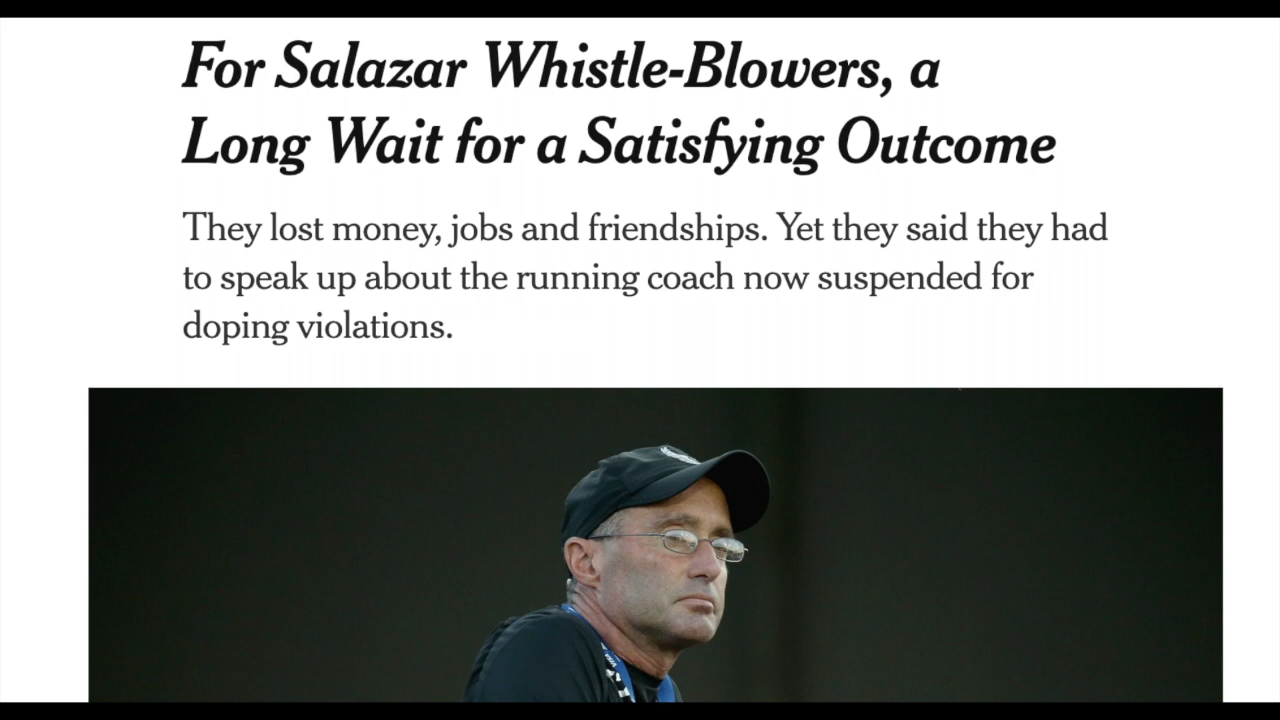 For Salazar Whistle-Blowers, a
Long Wait for a Satisfying Outcome
They lost money, jobs and friendships. Yet they said they had
to speak up about the running coach now suspended for
doping violations.